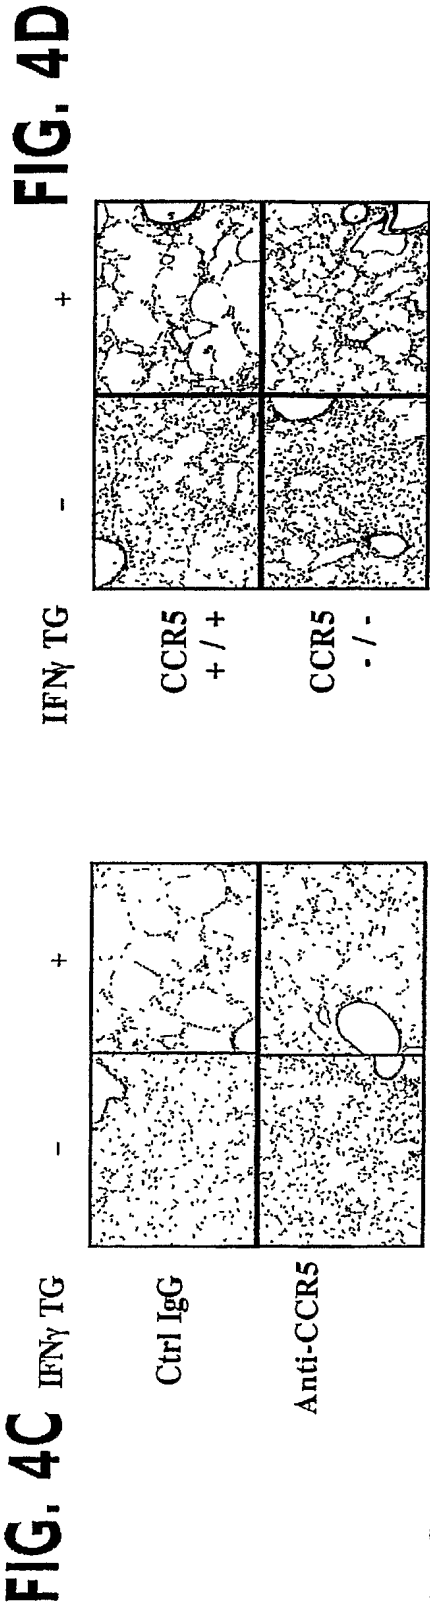 FIG. 4C
IFNγ TG
-
+
Ctrl IgG
Anti-CCR5
FIG. 4D
IFNγ TG
-
+
CCR5
+ / +
CCR5
- / -